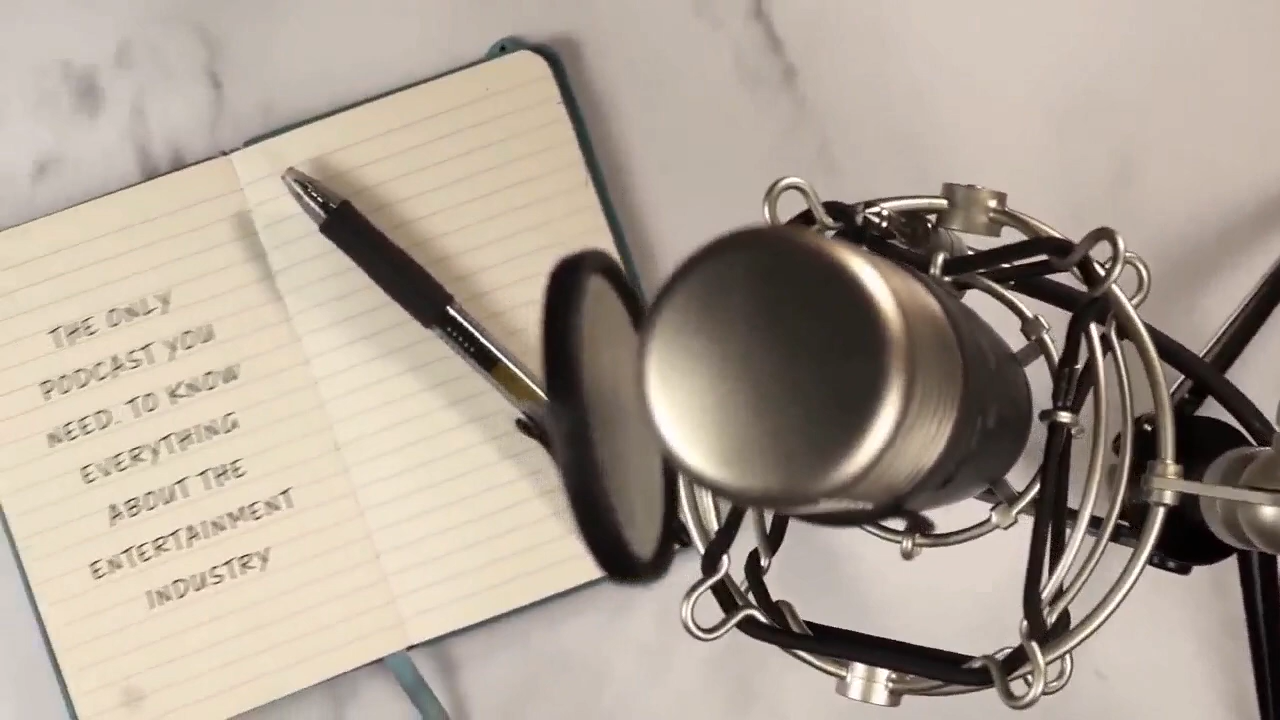 THE ONLY
PODCAST YOU
NEED TO KNOW
EVERYTHING
ABOUT THE
ENTERTAINMENT
INDUSTRY